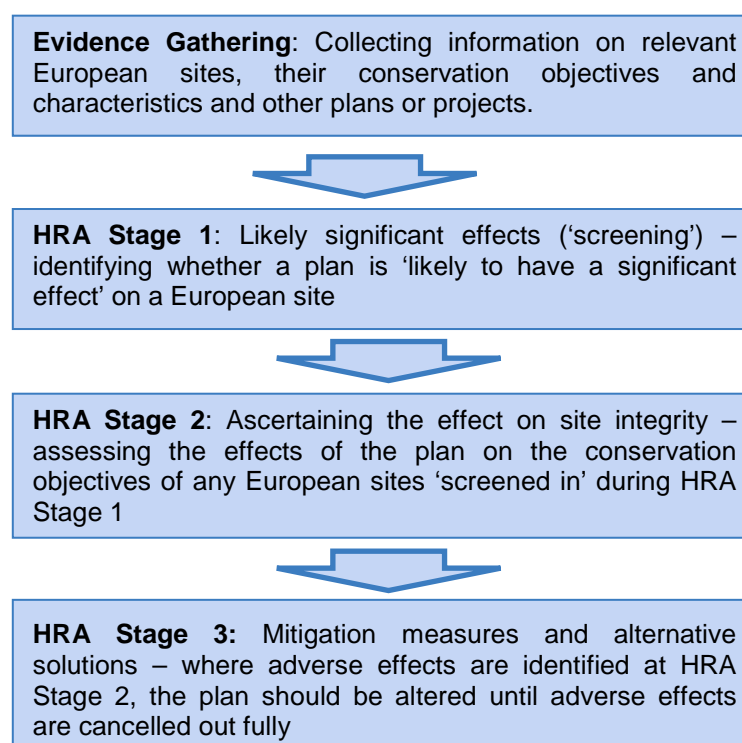 Evidence Gathering: Collecting information on relevant
European sites, their conservation objectives and
characteristics and other plans or projects.
HRA Stage 1: Likely significant effects (‘screening’) –
identifying whether a plan is ‘likely to have a significant
effect’ on a European site
HRA Stage 2: Ascertaining the effect on site integrity –
assessing the effects of the plan on the conservation
objectives of any European sites ‘screened in’ during HRA
Stage 1
HRA Stage 3: Mitigation measures and alternative
solutions – where adverse effects are identified at HRA
Stage 2, the plan should be altered until adverse effects
are cancelled out fully